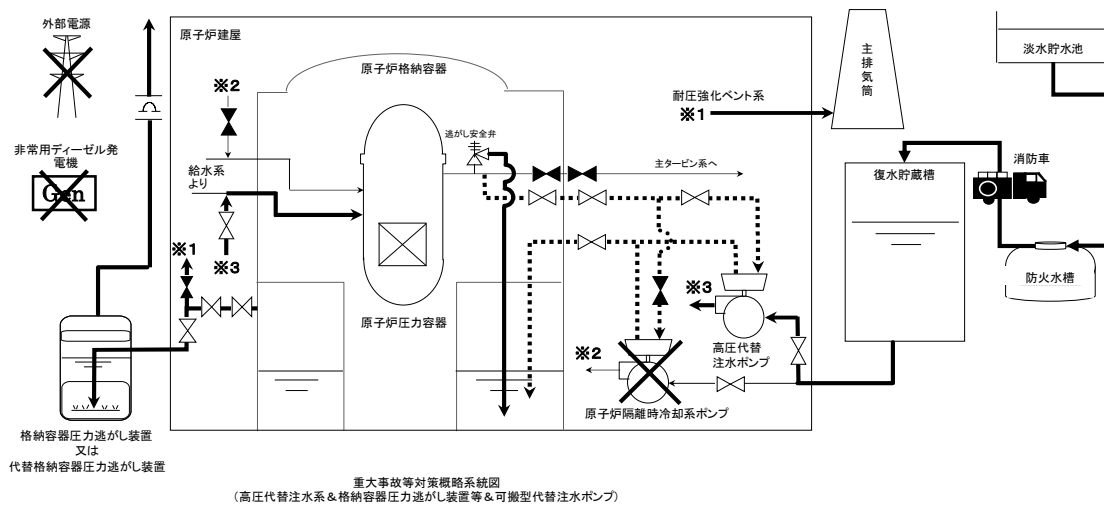 外部電源
原子炉建屋
主排気筒
淡水貯水池
原子炉格納容器
※2
耐圧強化ベント系
※1
逃がし安全弁
非常用ディーゼル発
電機
Gen
給水系
より
主タービン系へ
復水貯蔵槽
消防車
※1
※3
※3
防火水槽
原子炉圧力容器
高圧代替
注水ポンプ
※2
原子炉隔離時冷却系ポンプ
格納容器圧力逃がし装置
又は
代替格納容器圧力逃がし装置
重大事故等対策概略系統図
(高圧代替注水系&格納容器圧力逃がし装置等&可搬型代替注水ポンプ)